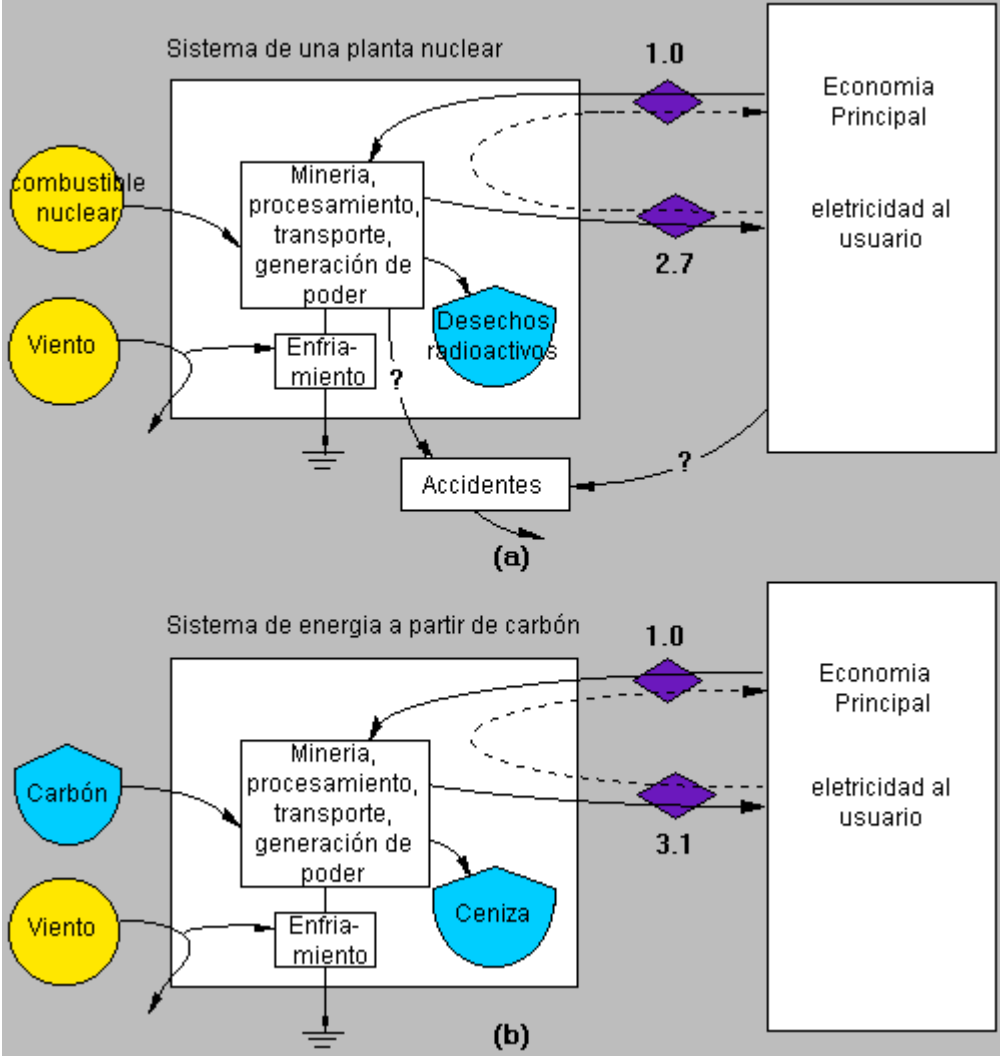 Sistema de una planta nuclear
1.0
Economia
Principal
combustible
nuclear
Mineria,
procesamiento,
transporte,
generación de
poder
eletricidad al
usuario
2.7
Viento
Enfria-
miento
Desechos
radioactivos
?
?
Accidentes
(a)
Sistema de energia a partir de carbón
1.0
Economia
Principal
Carbón
Mineria,
procesamiento,
transporte,
generación de
poder
eletricidad al
usuario
3.1
Viento
Enfria-
miento
Ceniza
(b)